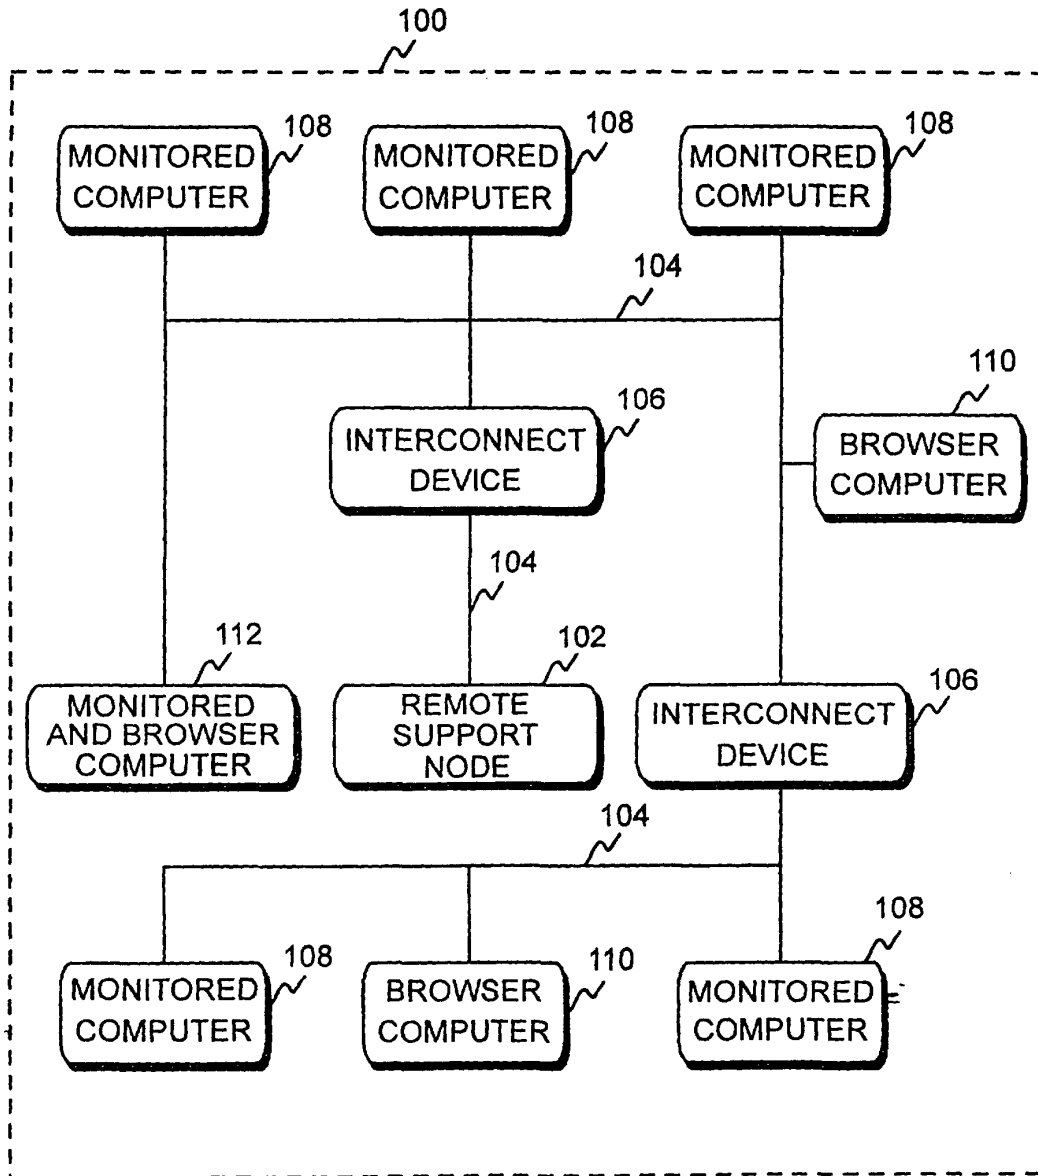 100
108
108
108
MONITORED
COMPUTER
MONITORED
COMPUTER
MONITORED
COMPUTER
104
110
106
INTERCONNECT
DEVICE
BROWSER
COMPUTER
104
112
102
106
MONITORED
AND BROWSER
COMPUTER
REMOTE
SUPPORT
NODE
INTERCONNECT
DEVICE
104
108
108
110
MONITORED
COMPUTER
BROWSER
COMPUTER
MONITORED
COMPUTER